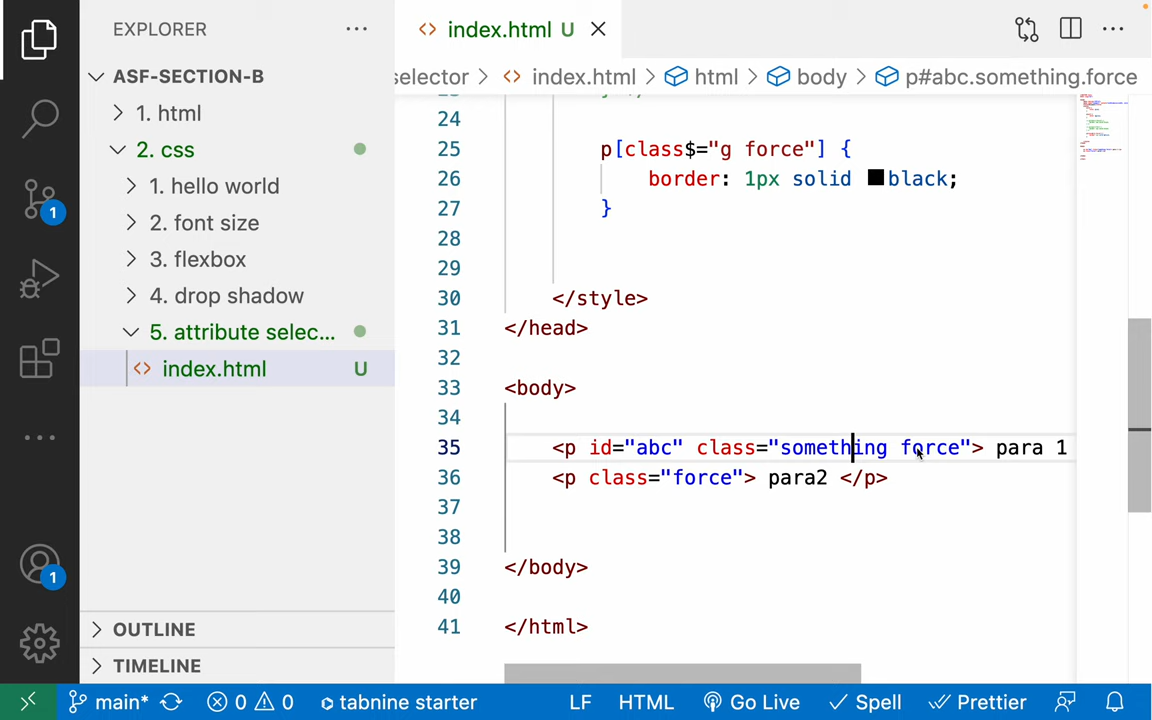 EXPLORER
ASF-SECTION-B
1. html
2. css
1. hello world
2. font size
3. flexbox
4. drop shadow
5. attribute selec...
index.html U
OUTLINE
TIMELINE
1
1
index.html U
selector > index.html > html > body > p#abc.something.force
24
25 p[class$="g force"] {
26 border: 1px solid black;
27 }
28
29
30 </style>
31 </head>
32
33 <body>
34
35 <p id="abc" class="something force"> para 1
36 <p class="force"> para2 </p>
37
38
39 </body>
40
41 </html>
main* 0 0 tabnine starter LF HTML Go Live Spell Prettier